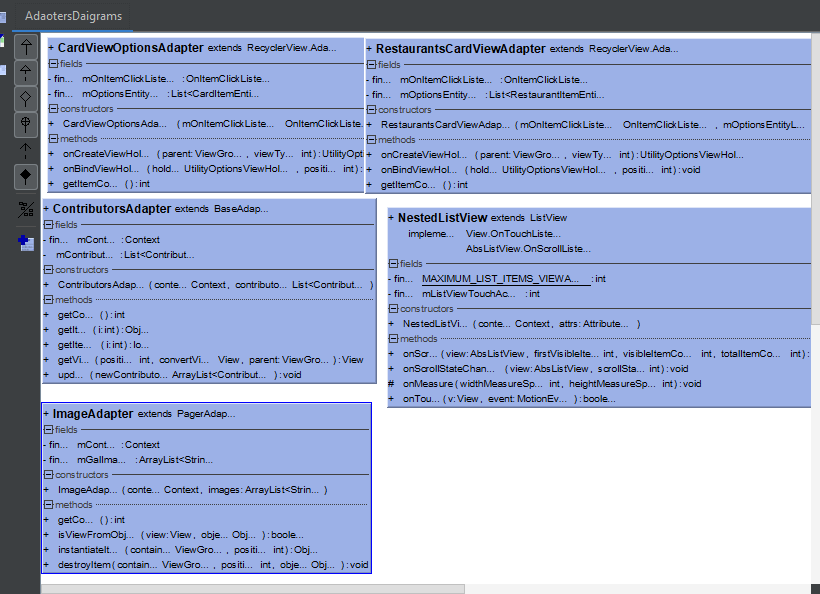 AdaotersDaigrams
+ CardViewOptionsAdapter extends RecyclerView.Ada...
fields
- fin... mOnItemClickListe... : OnItemClickListe...
- fin... mOptionsEntity... : List<CardItemEnti...
constructors
+ CardViewOptionsAda... (mOnItemClickListe... OnItemClickListe.
methods
+ onCreateViewHol... (parent: ViewGro... , viewTy... int): UtilityOpt
+ onBindViewHol... (hold... UtilityOptionsViewHol... , positi... int):
+ getItemCo... (): int
+ RestaurantsCardViewAdapter extends RecyclerView.Ada...
fields
- fin... mOnItemClickListe... : OnItemClickListe...
- fin... mOptionsEntity... : List<RestaurantItemEnti...
constructors
+ RestaurantsCardViewAdap... (mOnItemClickListe... OnItemClickListe... , mOptionsEntityL...
methods
+ onCreateViewHol... (parent: ViewGro... , viewTy... int): UtilityOptionsViewHol...
+ onBindViewHol... (hold... UtilityOptionsViewHol... , positi... int): void
+ getItemCo... (): int
+ ContributorsAdapter extends BaseAdap...
fields
- fin... mCont... : Context
- mContribut... : List<Contribut...
constructors
+ ContributorsAdap... (conte... Context, contributo... List<Contribut... )
methods
+ getCo... (): int
+ getIt... (i: int): Obj...
+ getIte... (i: int): lo...
+ getVi... (positi... int, convertVi... View, parent: ViewGro... ): View
+ upd... (newContributo... ArrayList<Contribut... ): void
+ NestedListView extends ListView
impleme... View.OnTouchListe...
AbsListView.OnScrollListe...
fields
- fin... MAXIMUM_LIST_ITEMS_VIEWA... : int
- fin... mListViewTouchAc... : int
constructors
+ NestedListVi... (conte... Context, attrs: Attribute... )
methods
+ onScr... (view: AbsListView, firstVisibleIte... int, visibleItemCo... int, totalItemCo... int):
+ onScrollStateChan... (view: AbsListView, scrollSta... int): void
# onMeasure (widthMeasureSp... int, heightMeasureSp... int): void
+ onTou... (v: View, event: MotionEv... ): boole...
+ ImageAdapter extends PagerAdap...
fields
- fin... mCont... : Context
- fin... mGalIma... : ArrayList<Strin...
constructors
+ ImageAdap... (conte... Context, images: ArrayList<Strin... )
methods
+ getCo... (): int
+ isViewFromObj... (view: View, obje... Obj... ): boole...
+ instantiateIt... (contain... ViewGro... , positi... int): Obj...
+ destroyItem (contain... ViewGro... , positi... int, obje... Obj... ): void